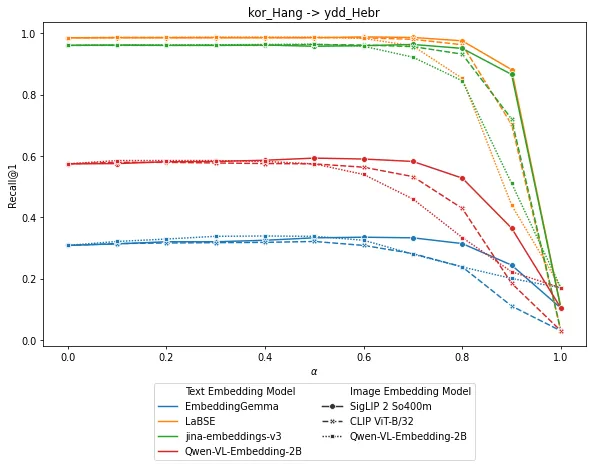 kor_Hang -> ydd_Hebr
Recall@1
1.0
0.8
0.6
0.4
0.2
0.0
0.0 0.2 0.4 0.6 0.8 1.0
α
Text Embedding Model Image Embedding Model
EmbeddingGemma SigLIP 2 So400m
LaBSE CLIP ViT-B/32
jina-embeddings-v3 Qwen-VL-Embedding-2B
Qwen-VL-Embedding-2B